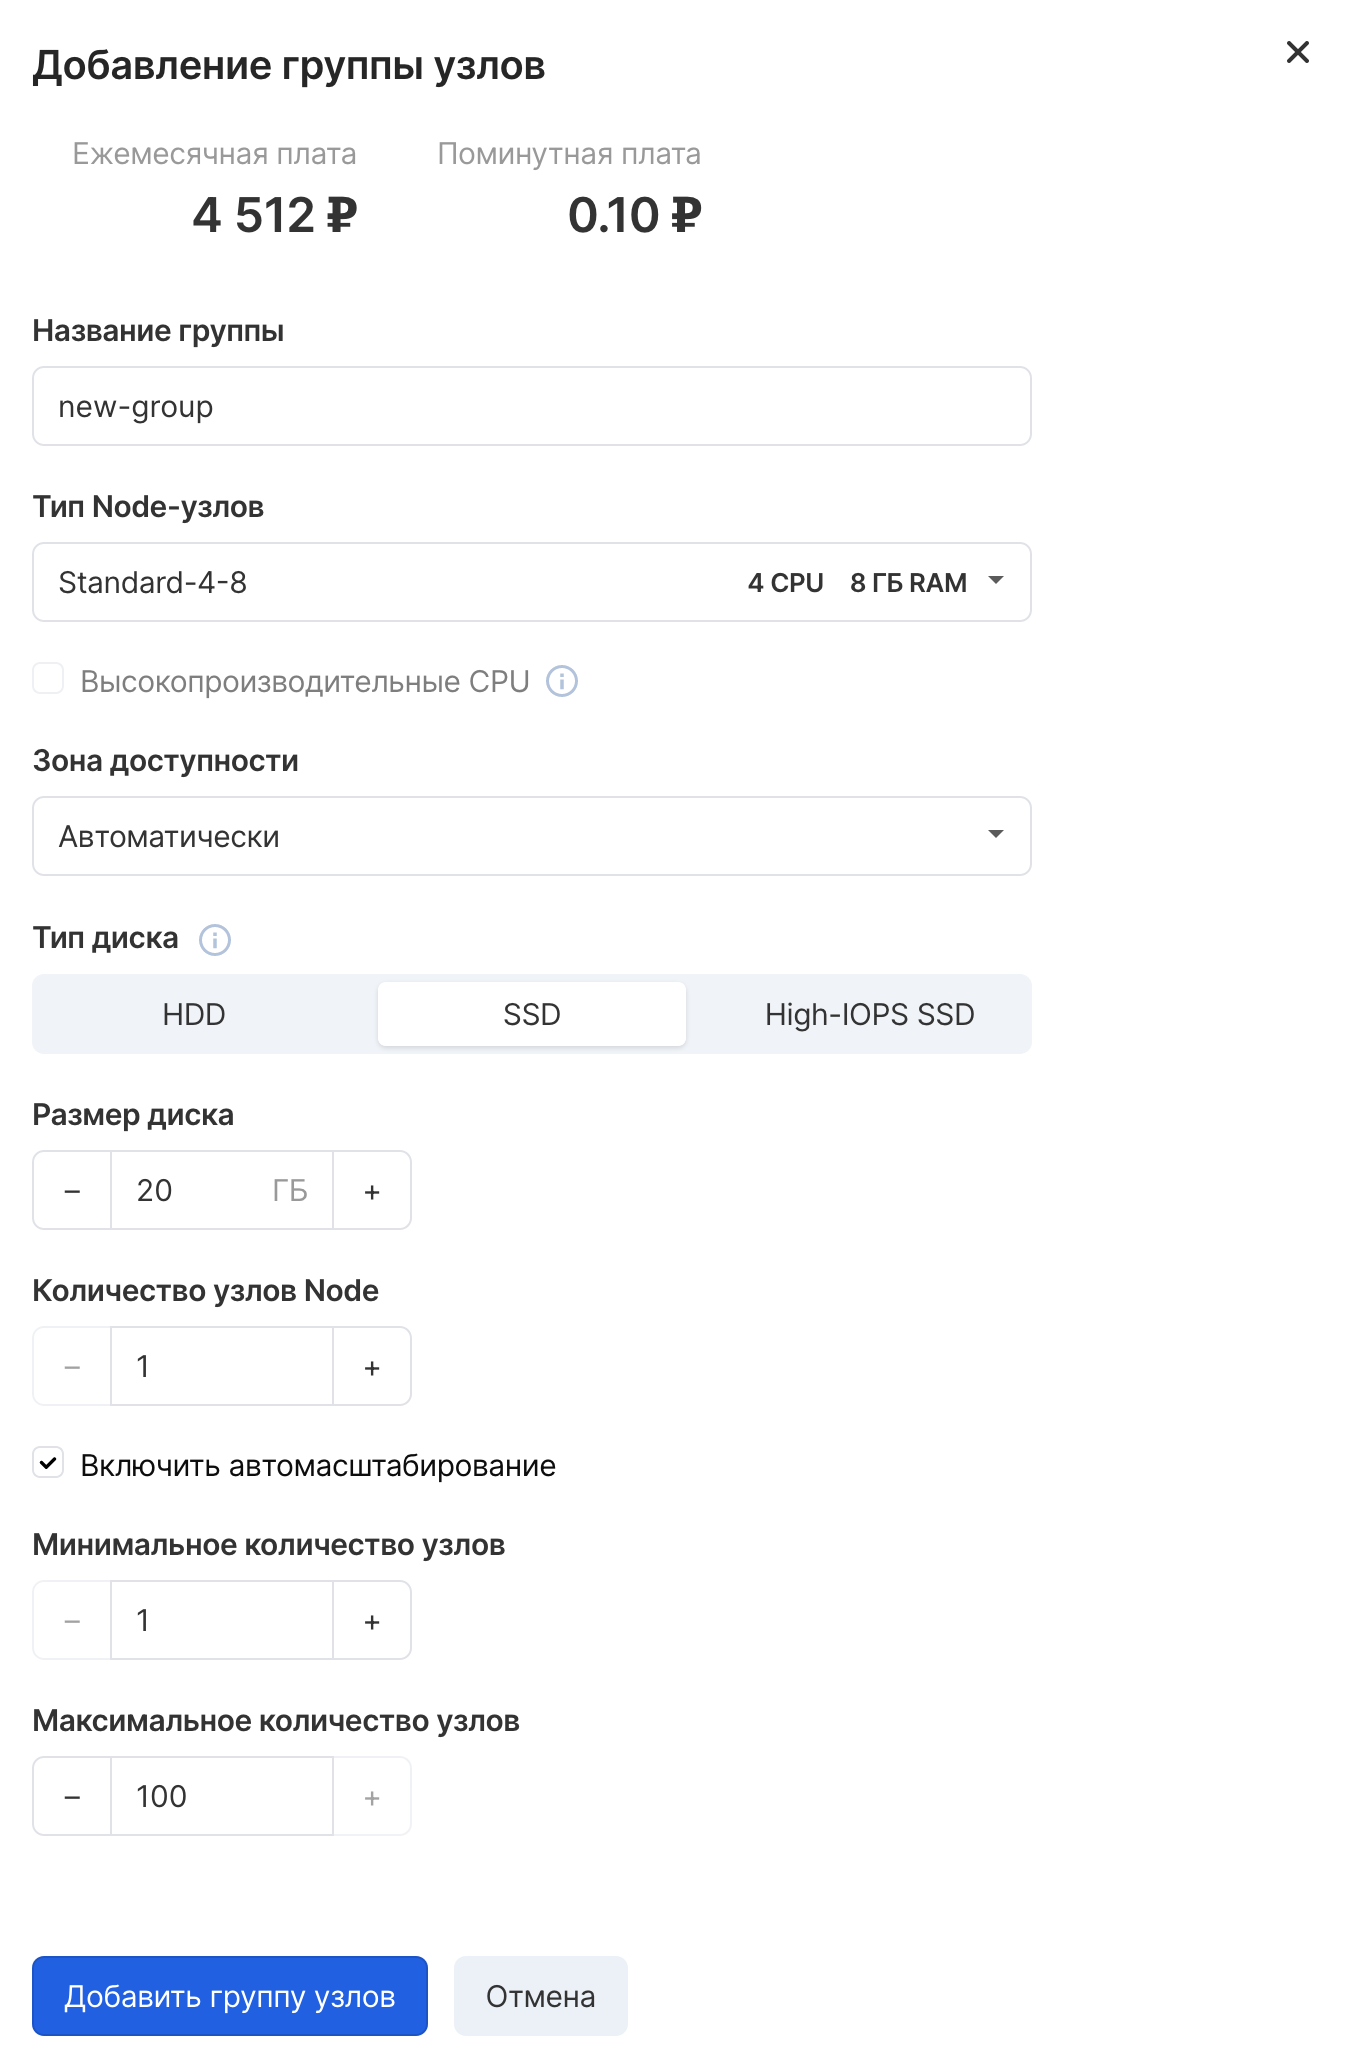 Добавление группы узлов
Ежемесячная плата Поминутная плата
4 512 ₽ 0.10 ₽
Название группы
new-group
Тип Node-узлов
Standard-4-8 4 CPU 8 ГБ RAM
Высокопроизводительные CPU
Зона доступности
Автоматически
Тип диска
HDD SSD High-IOPS SSD
Размер диска
− 20 ГБ +
Количество узлов Node
− 1 +
Включить автомасштабирование
Минимальное количество узлов
− 1 +
Максимальное количество узлов
− 100 +
Добавить группу узлов Отмена